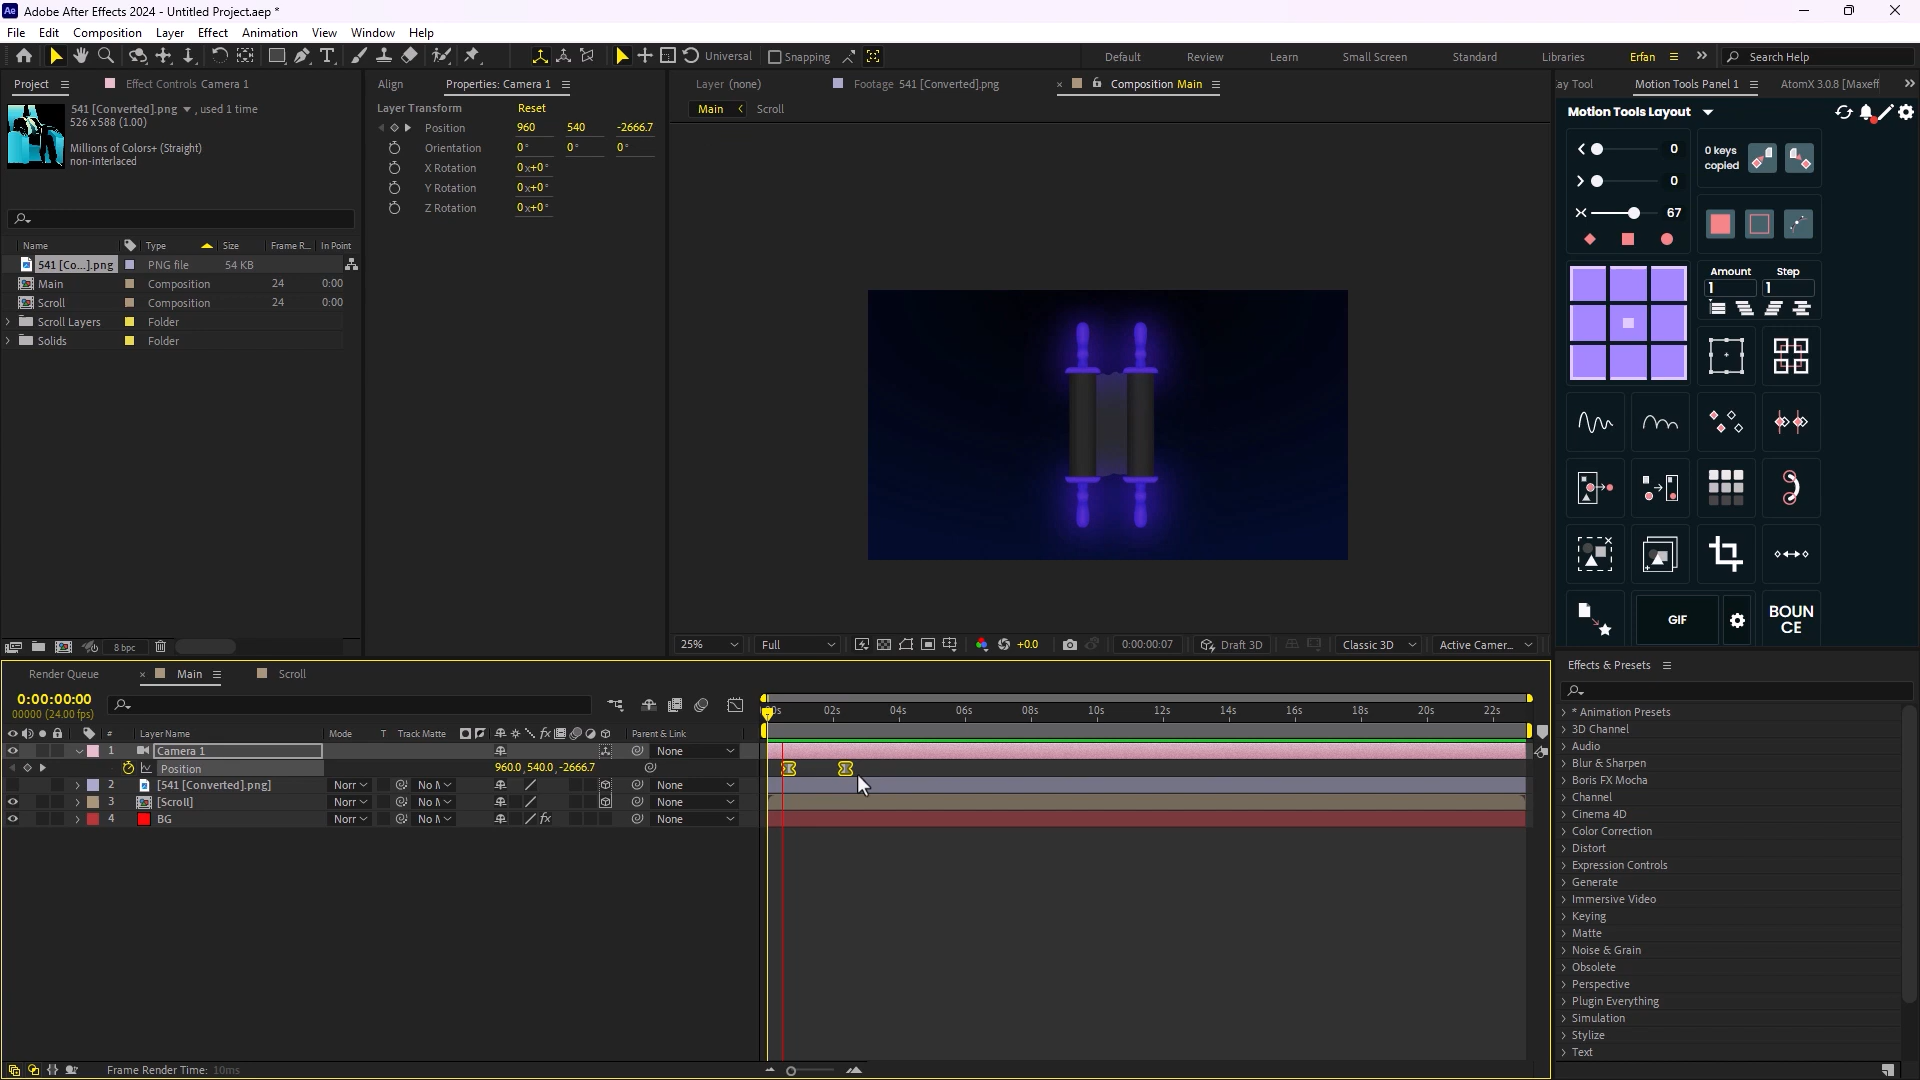 Adobe After Effects 2024 - Untitled Project.aep *
File Edit Composition Layer Effect Animation View Window Help
Universal Snapping Default Review Learn Small Screen Standard Libraries Erfan Search Help
Project Effect Controls Camera 1
541 [Converted].png , used 1 time
526 x 588 (1.00)
Millions of Colors+ (Straight)
non-interlaced
Name Type Size Frame R... In Point
541 [Co...].png PNG file 54 KB
Main Composition 24 0:00
Scroll Composition 24 0:00
Scroll Layers Folder
Solids Folder
8 bpc
Align Properties: Camera 1
Layer Transform Reset
Position 960 540 -2666.7
Orientation 0° 0° 0°
X Rotation 0x+0°
Y Rotation 0x+0°
Z Rotation 0x+0°
Layer (none) Footage 541 [Converted].png Composition Main
Main Scroll
25% Full +0.0 0:00:00:07 Draft 3D Classic 3D Active Camer...
ay Tool Motion Tools Panel 1 AtomX 3.0.8 [Maxeff
Motion Tools Layout
0
0
67
0 keys
copied
Amount Step
1 1
GIF
BOUN
CE
Effects & Presets
* Animation Presets
3D Channel
Audio
Blur & Sharpen
Boris FX Mocha
Channel
Cinema 4D
Color Correction
Distort
Expression Controls
Generate
Immersive Video
Keying
Matte
Noise & Grain
Obsolete
Perspective
Plugin Everything
Simulation
Stylize
Text
Render Queue Main Scroll
0:00:00:00
00000 (24.00 fps)
02s 04s 06s 08s 10s 12s 14s 16s 18s 20s 22s
# Layer Name Mode T Track Matte Parent & Link
1 Camera 1 None
Position 960.0, 540.0, -2666.7
2 [541 [Converted].png] Norr None
3 [Scroll] Norr None
4 BG Norr None
Frame Render Time: 10ms